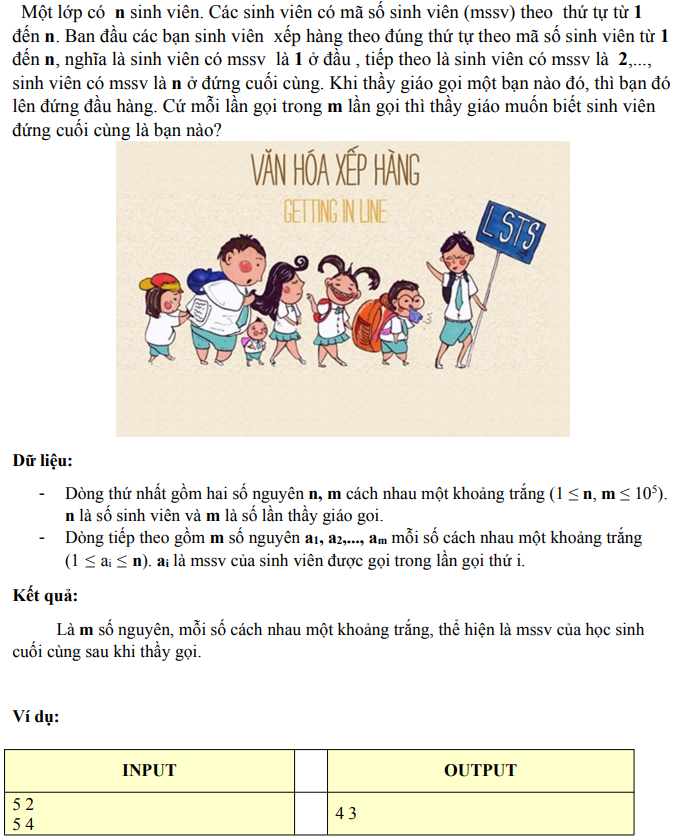 Một lớp có n sinh viên. Các sinh viên có mã số sinh viên (mssv) theo thứ tự từ 1
đến n. Ban đầu các bạn sinh viên xếp hàng theo đúng thứ tự theo mã số sinh viên từ 1
đến n, nghĩa là sinh viên có mssv là 1 ở đầu , tiếp theo là sinh viên có mssv là 2,...,
sinh viên có mssv là n ở đứng cuối cùng. Khi thầy giáo gọi một bạn nào đó, thì bạn đó
lên đứng đầu hàng. Cứ mỗi lần gọi trong m lần gọi thì thầy giáo muốn biết sinh viên
đứng cuối cùng là bạn nào?
VĂN HÓA XẾP HÀNG
GETTING IN LINE
LSTS
Dữ liệu:
- Dòng thứ nhất gồm hai số nguyên n, m cách nhau một khoảng trắng (1 ≤ n, m ≤ 10⁵).
n là số sinh viên và m là số lần thầy giáo goi.
- Dòng tiếp theo gồm m số nguyên a₁, a₂,..., aₘ mỗi số cách nhau một khoảng trắng
(1 ≤ aᵢ ≤ n). aᵢ là mssv của sinh viên được gọi trong lần gọi thứ i.
Kết quả:
Là m số nguyên, mỗi số cách nhau một khoảng trắng, thể hiện là mssv của học sinh
cuối cùng sau khi thầy gọi.
Ví dụ:
INPUT OUTPUT
5 2
5 4
4 3